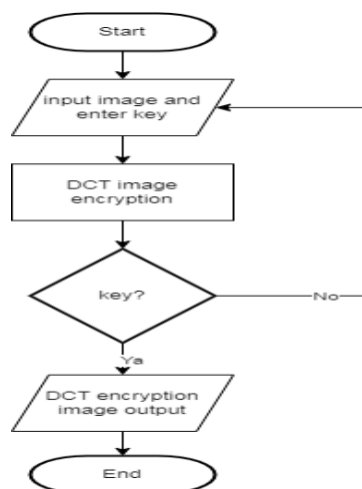 Start
input image and
enter key
DCT image
encryption
key?
No
Ya
DCT encryption
image output
End